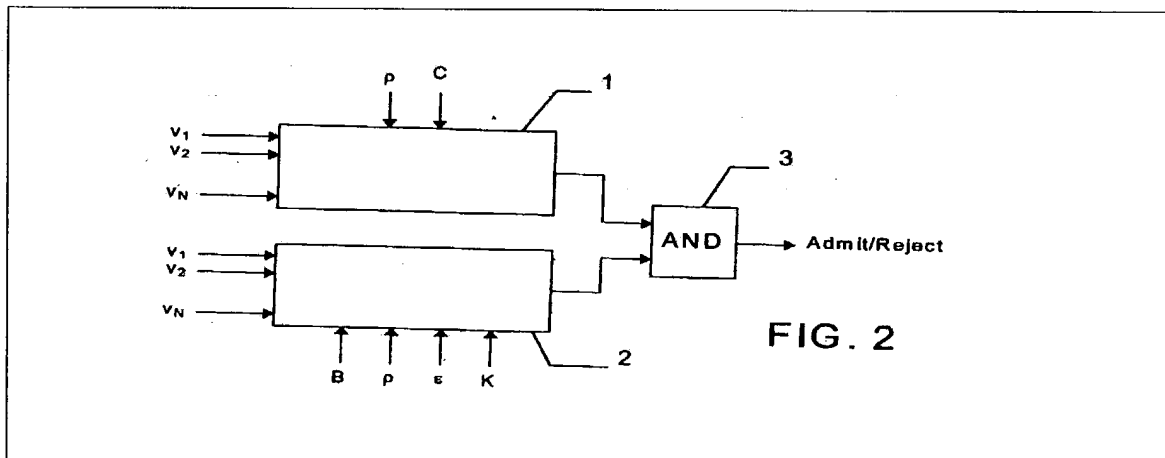 ρ C 1
v1
v2
vN
3
AND
Admit/Reject
v1
v2
vN
FIG. 2
2
B ρ ε K